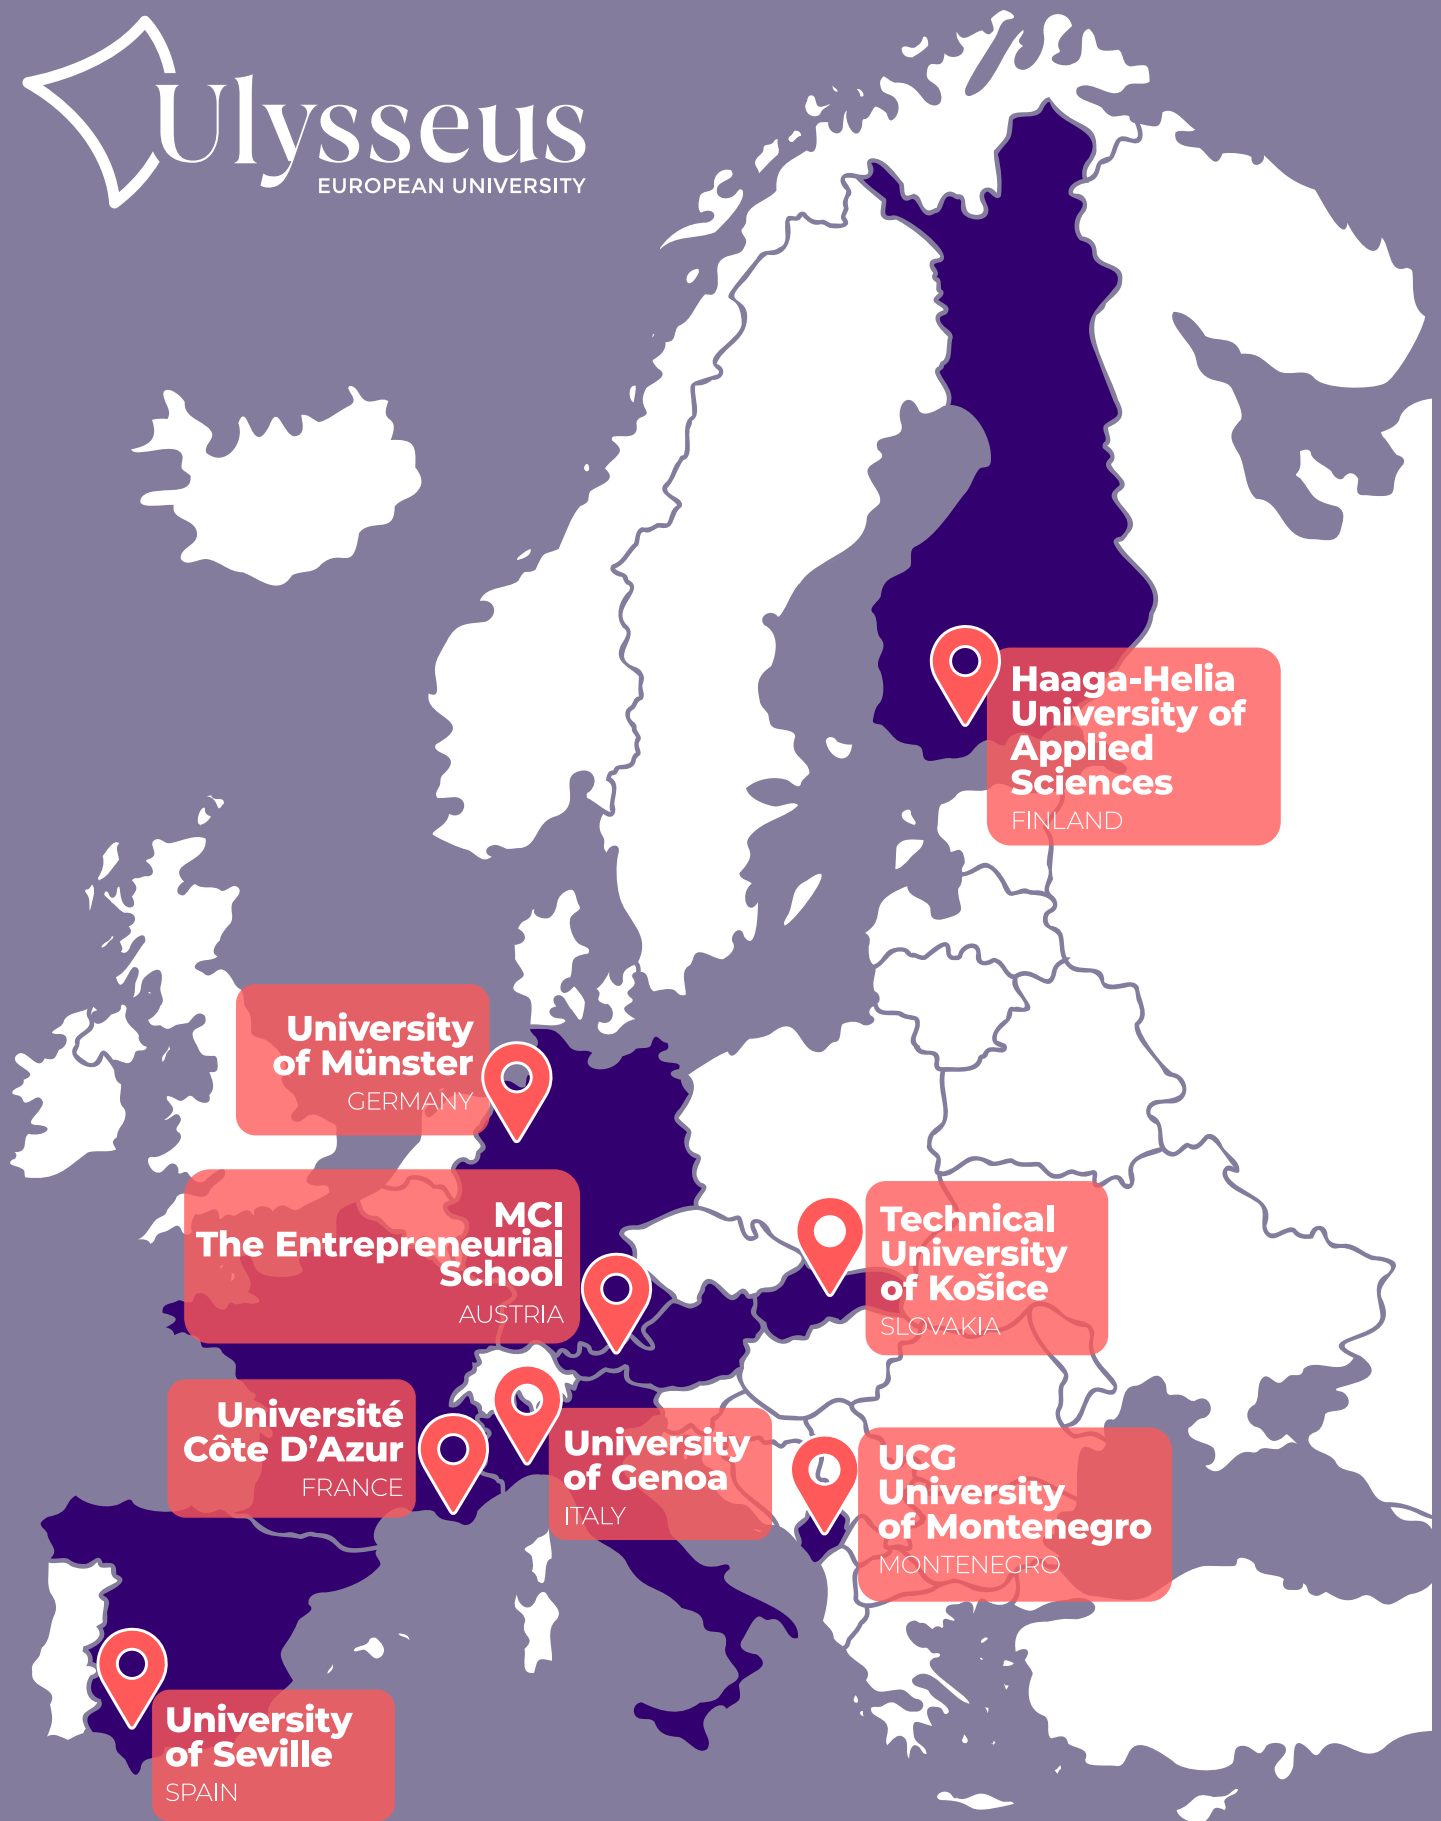 Ulysseus
EUROPEAN UNIVERSITY
Haaga-Helia
University of
Applied
Sciences
FINLAND
University
of Münster
GERMANY
MCI
The Entrepreneurial
School
AUSTRIA
Technical
University
of Košice
SLOVAKIA
Université
Côte D’Azur
FRANCE
University
of Genoa
ITALY
UCG
University
of Montenegro
MONTENEGRO
University
of Seville
SPAIN